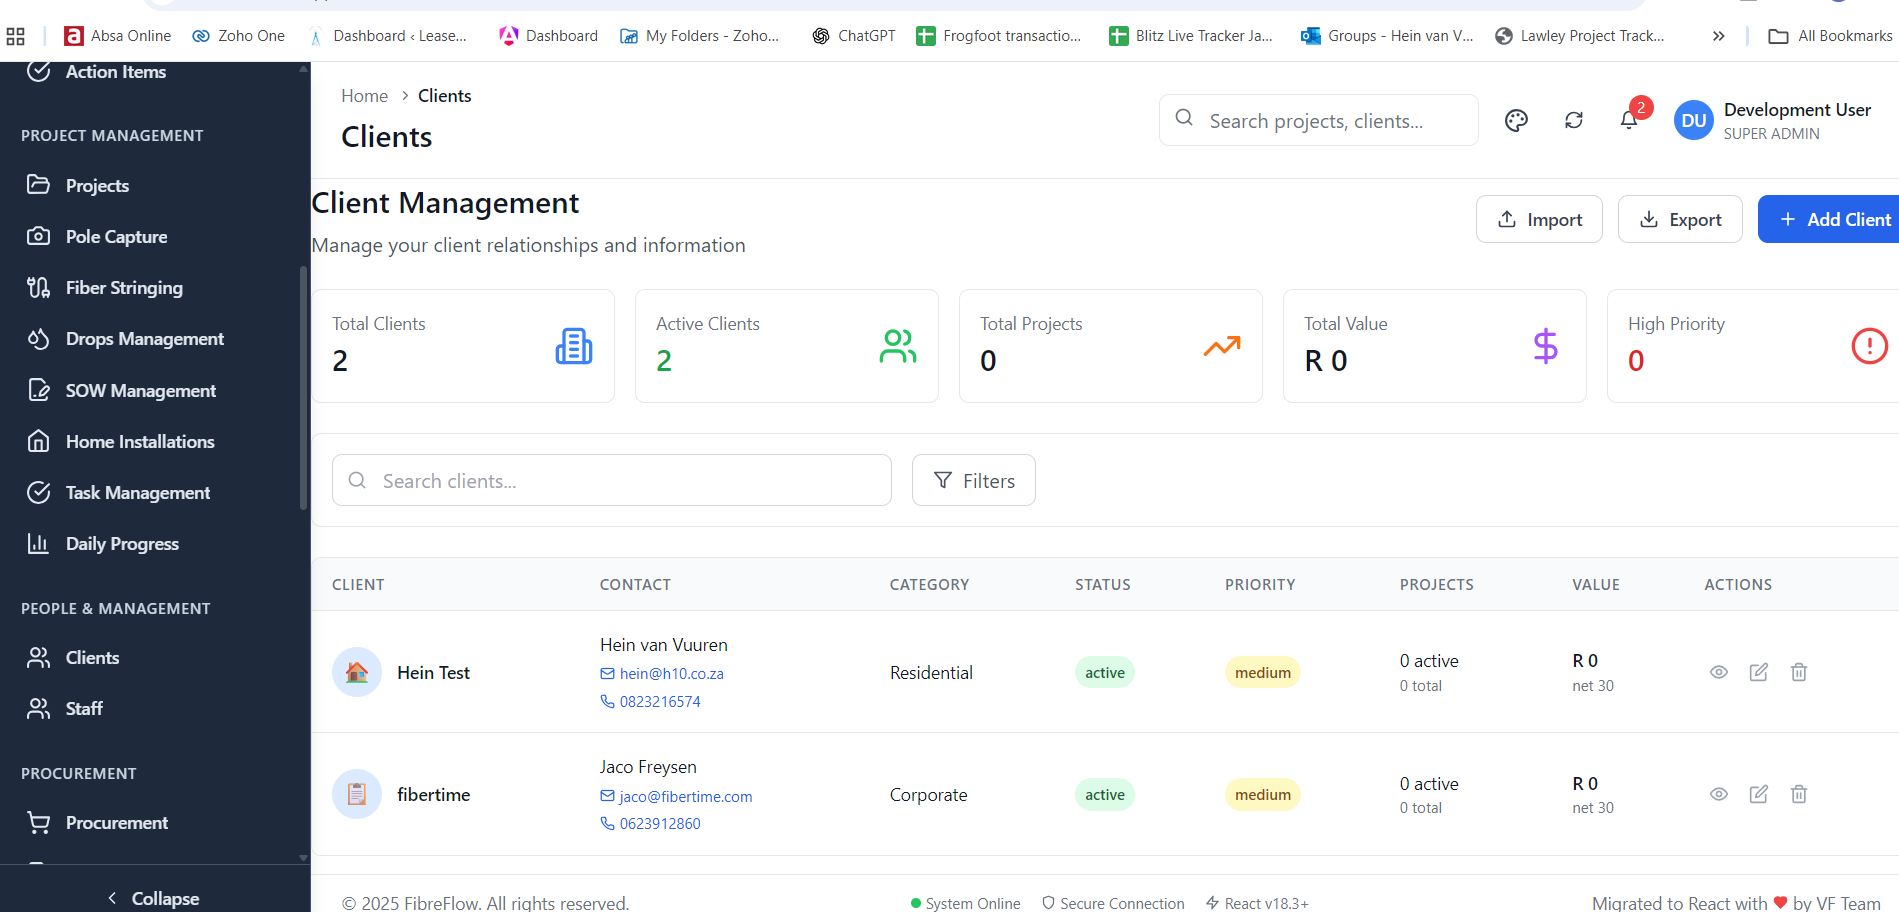 Absa Online
Zoho One
Dashboard ‹ Lease...
Dashboard
My Folders - Zoho...
ChatGPT
Frogfoot transactio...
Blitz Live Tracker Ja...
Groups - Hein van V...
Lawley Project Track...
All Bookmarks
Action Items
PROJECT MANAGEMENT
Projects
Pole Capture
Fiber Stringing
Drops Management
SOW Management
Home Installations
Task Management
Daily Progress
PEOPLE & MANAGEMENT
Clients
Staff
PROCUREMENT
Procurement
Collapse
Home > Clients
Clients
Search projects, clients...
2
DU
Development User
SUPER ADMIN
Client Management
Manage your client relationships and information
Import
Export
+ Add Client
Total Clients
2
Active Clients
2
Total Projects
0
Total Value
R 0
High Priority
0
Search clients...
Filters
CLIENT CONTACT CATEGORY STATUS PRIORITY PROJECTS VALUE ACTIONS
Hein Test
Hein van Vuuren
hein@h10.co.za
0823216574
Residential
active
medium
0 active
0 total
R 0
net 30
fibertime
Jaco Freysen
jaco@fibertime.com
0623912860
Corporate
active
medium
0 active
0 total
R 0
net 30
© 2025 FibreFlow. All rights reserved.
System Online
Secure Connection
React v18.3+
Migrated to React with ❤ by VF Team